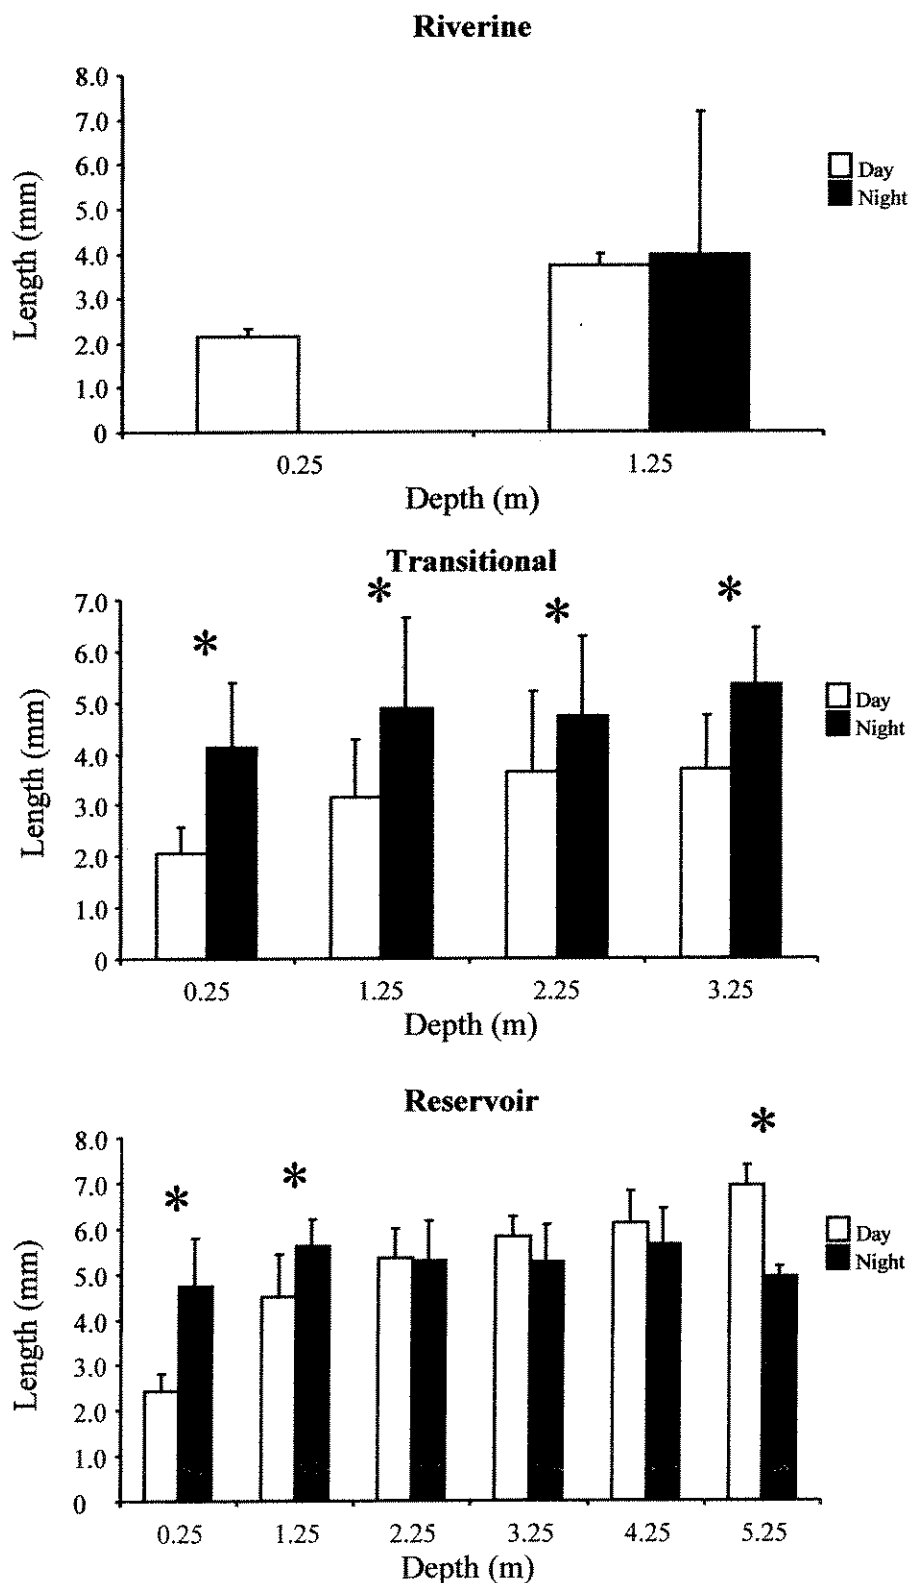 Riverine
8.0
7.0
6.0
5.0
4.0
3.0
2.0
1.0
0
Length (mm)
Day
Night
0.25 1.25
Depth (m)
Transitional
* * * *
7.0
6.0
5.0
4.0
3.0
2.0
1.0
0
Length (mm)
Day
Night
0.25 1.25 2.25 3.25
Depth (m)
Reservoir
* * *
8.0
7.0
6.0
5.0
4.0
3.0
2.0
1.0
0
Length (mm)
Day
Night
0.25 1.25 2.25 3.25 4.25 5.25
Depth (m)